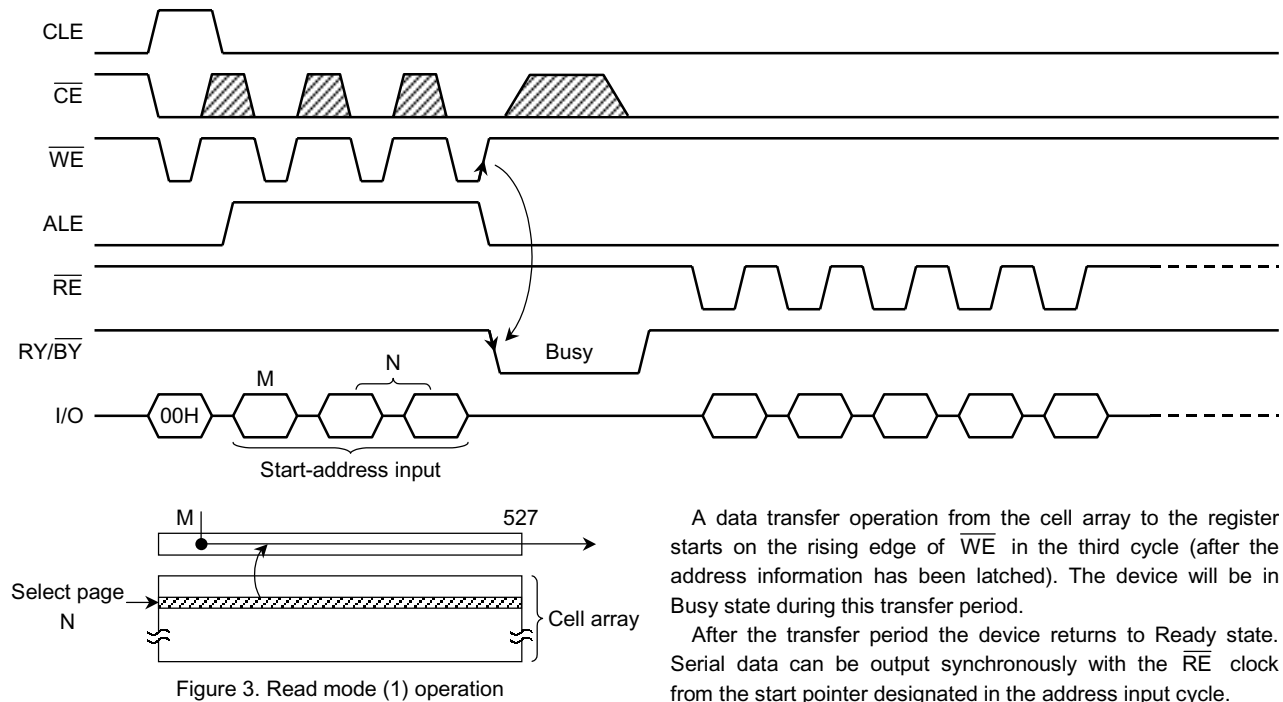 CLE
CE
WE
ALE
RE
RY/BY
Busy
M
N
I/O
00H
Start-address input
M
527
Select page
N
Cell array
Figure 3. Read mode (1) operation
A data transfer operation from the cell array to the register
starts on the rising edge of WE in the third cycle (after the
address information has been latched). The device will be in
Busy state during this transfer period.
After the transfer period the device returns to Ready state.
Serial data can be output synchronously with the RE clock
from the start pointer designated in the address input cycle.